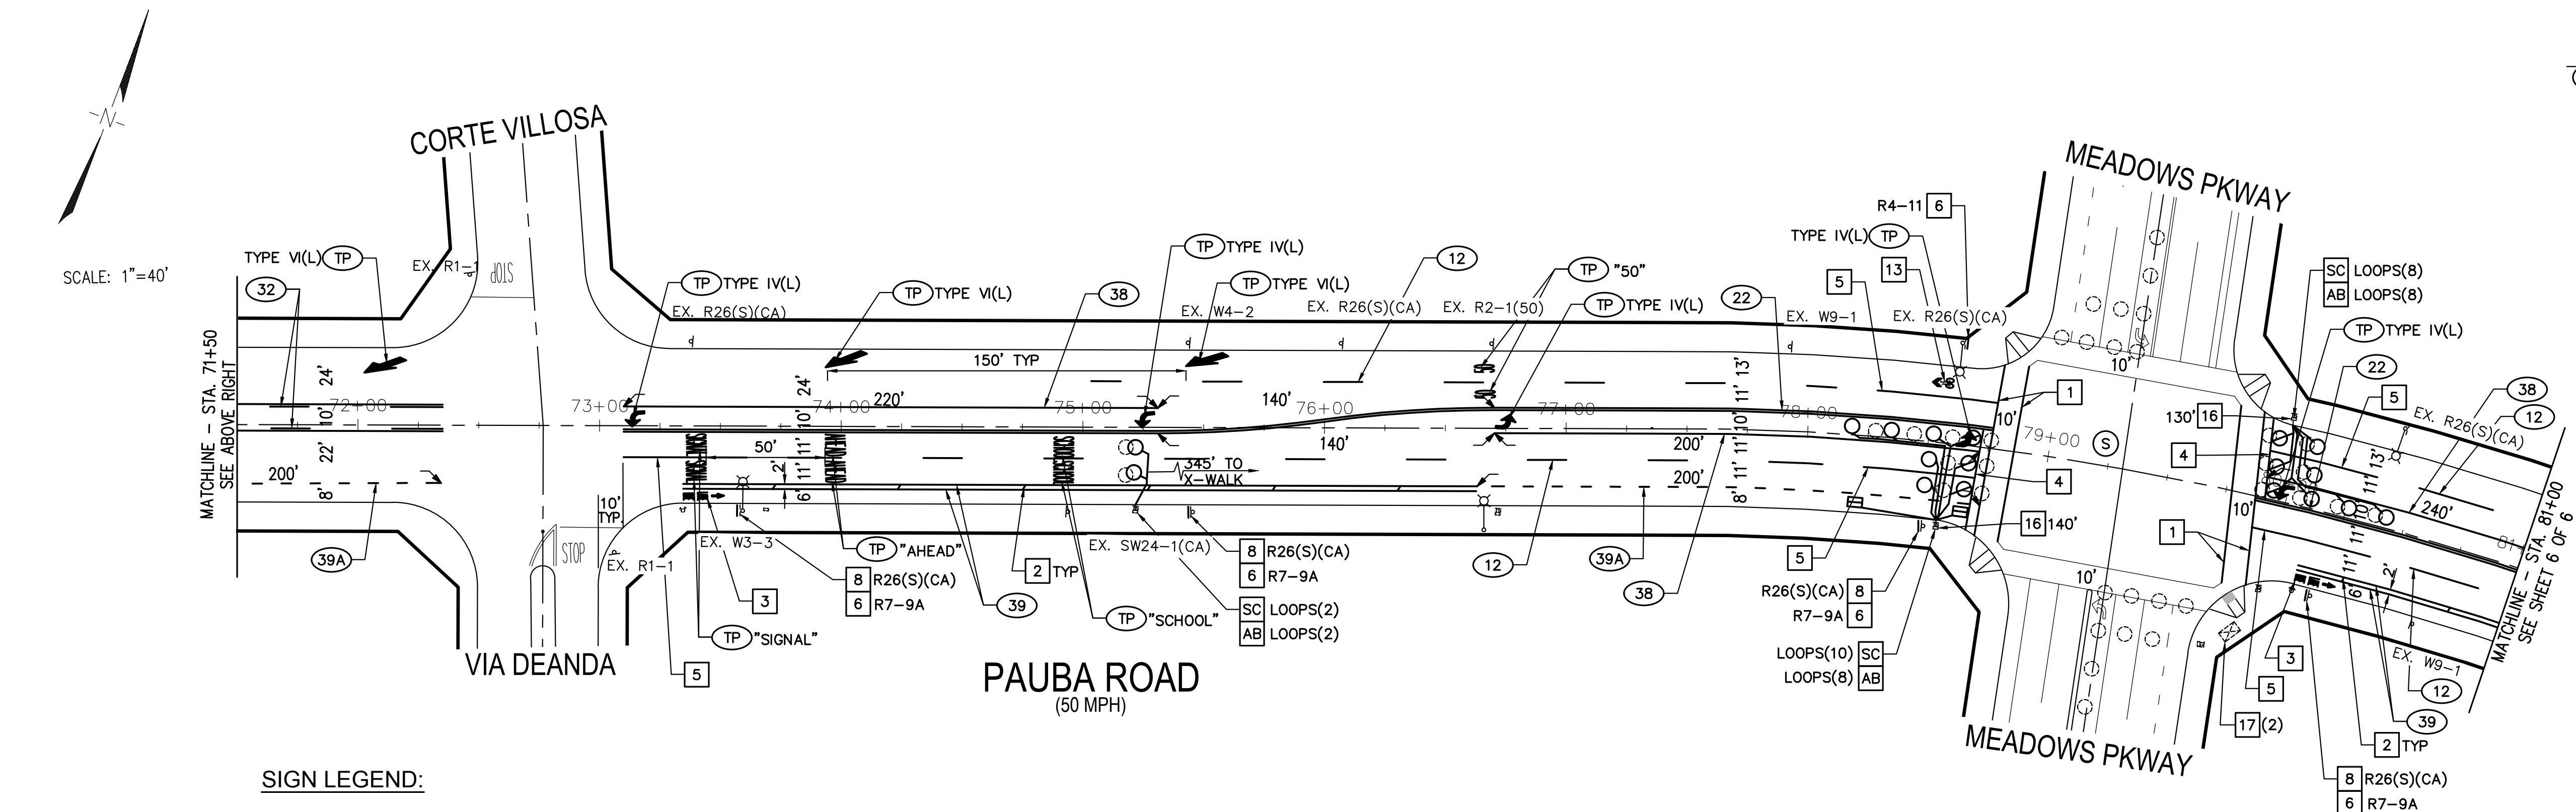 N
SCALE: 1"=40'
MATCHLINE - STA. 71+50
SEE ABOVE RIGHT
CORTE VILLOSA
TYPE VI(L) TP
32
EX. R1-1
STOP
TP TYPE IV(L)
EX. R26(S)(CA)
TP TYPE VI(L)
38
TP TYPE IV(L)
TP TYPE VI(L)
EX. W4-2
12
EX. R26(S)(CA)
TP "50"
EX. R2-1(50)
TP TYPE IV(L)
22
EX. W9-1
5
R4-11 6
TYPE IV(L) TP
13
EX. R26(S)(CA)
MEADOWS PKWAY
SC LOOPS(8)
AB LOOPS(8)
TP TYPE IV(L)
22
5
38
12
EX. R26(S)(CA)
150' TYP
24'
10'
22'
8'
200'
72+00
73+00
74+00
75+00
76+00
77+00
78+00
79+00
81+
24'
10'
11'
11'
2'
6'
220'
140'
140'
50
50
200'
200'
13'
11'
10'
11'
11'
8'
50'
345' TO
X-WALK
SIGNAL
AHEAD
SCHOOL
10'
10'
10'
10'
1
S
130' 16
4
4
16 140'
1
13'
11'
10'
11'
11'
6'
2'
240'
39A
STOP
10'
TYP.
EX. R1-1
EX. W3-3
3
5
TP "SIGNAL"
TP "AHEAD"
8 R26(S)(CA)
6 R7-9A
39
2 TYP
TP "SCHOOL"
EX. SW24-1(CA)
8 R26(S)(CA)
6 R7-9A
SC LOOPS(2)
AB LOOPS(2)
12
39A
38
5
R26(S)(CA) 8
R7-9A 6
LOOPS(10) SC
LOOPS(8) AB
VIA DEANDA
PAUBA ROAD
(50 MPH)
MEADOWS PKWAY
17 (2)
5
3
EX. W9-1
12
39
2 TYP
8 R26(S)(CA)
6 R7-9A
MATCHLINE - STA. 81+00
SEE SHEET 6 OF 6
SIGN LEGEND: